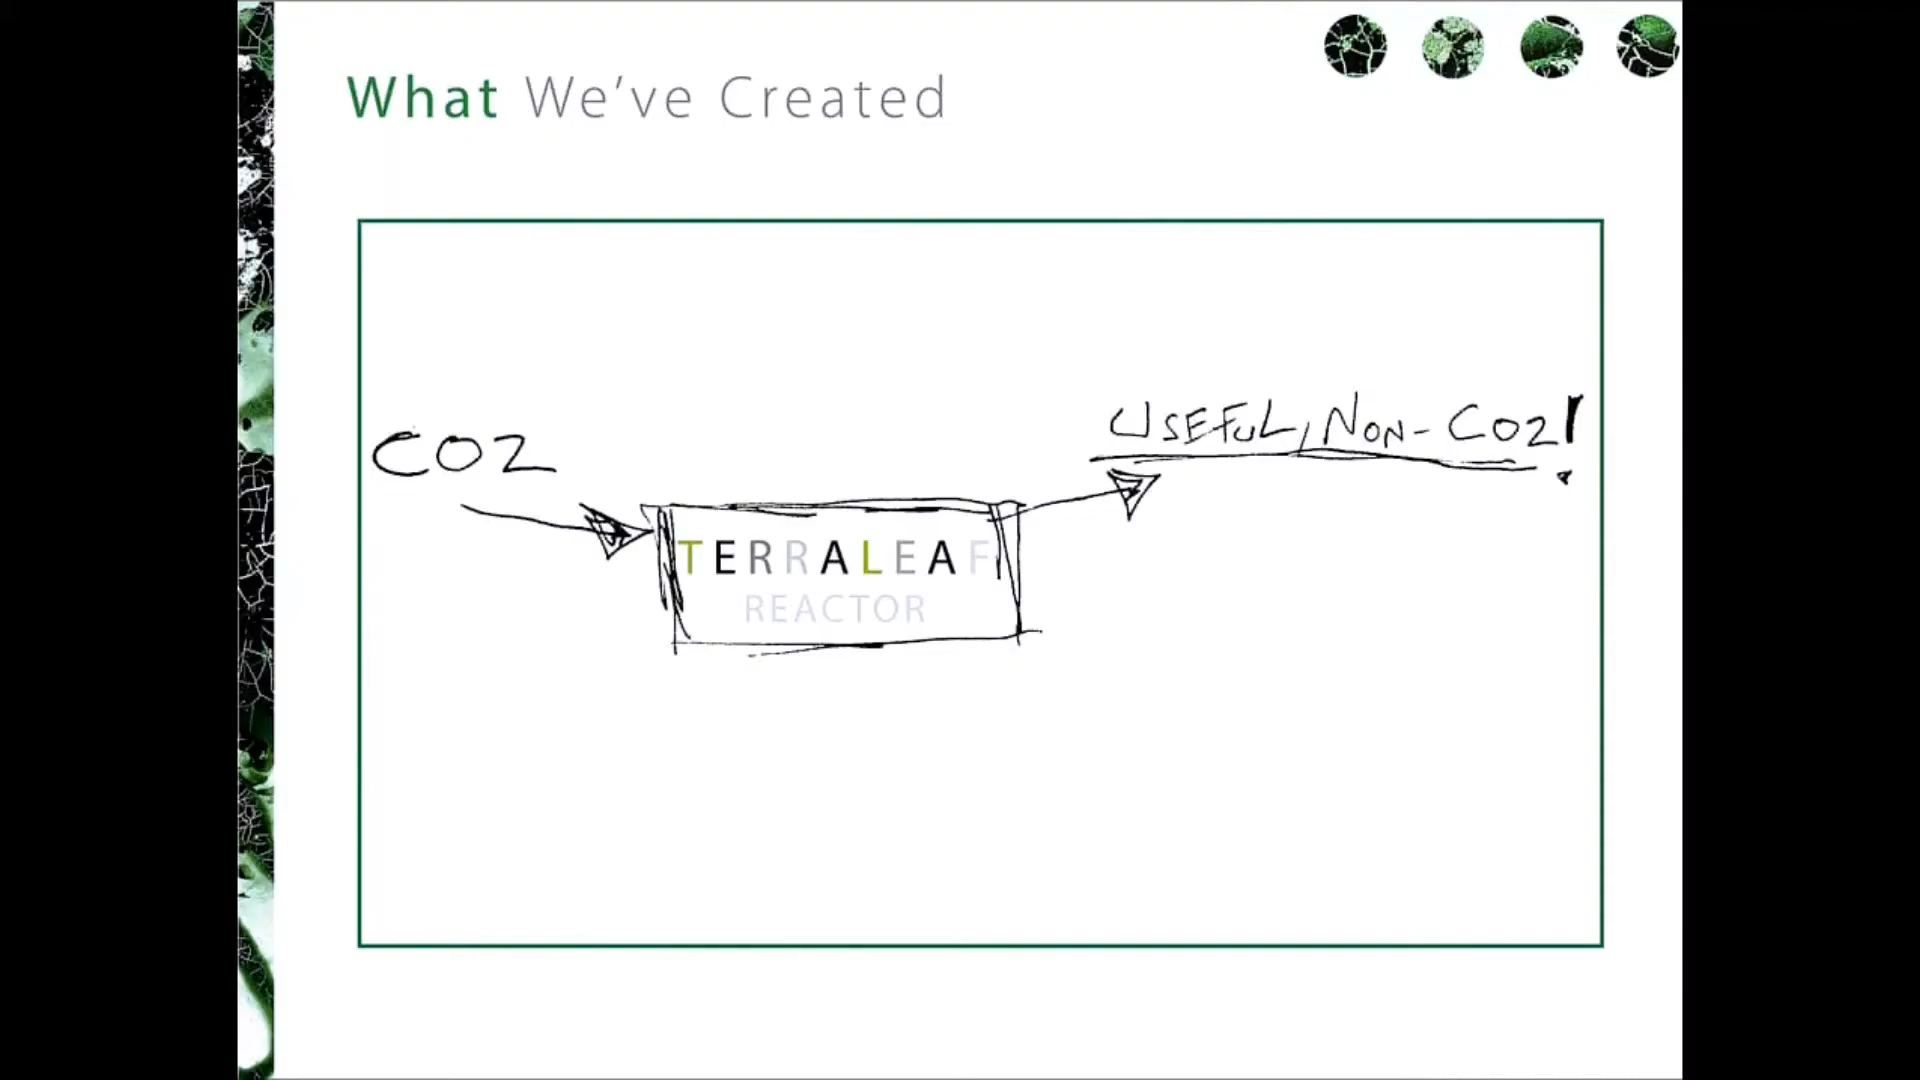 What We've Created
CO2
USEFUL, NON-CO2!
TERRALEAF
REACTOR